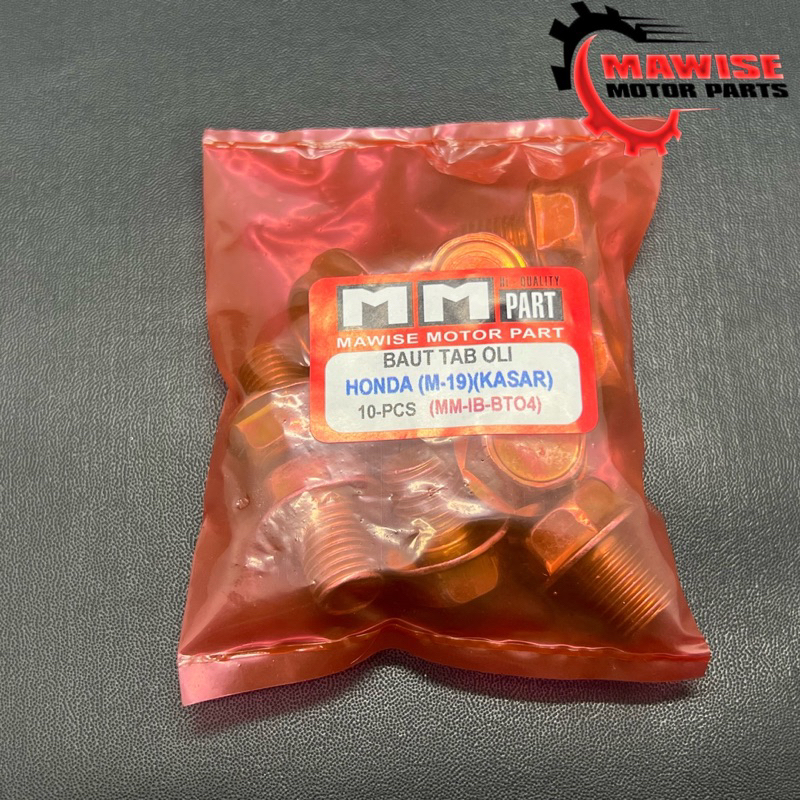 MAWISE
MOTOR PARTS
HI QUALITY
MM PART
MAWISE MOTOR PART
BAUT TAB OLI
HONDA (M-19)(KASAR)
10-PCS (MM-IB-BTO4)